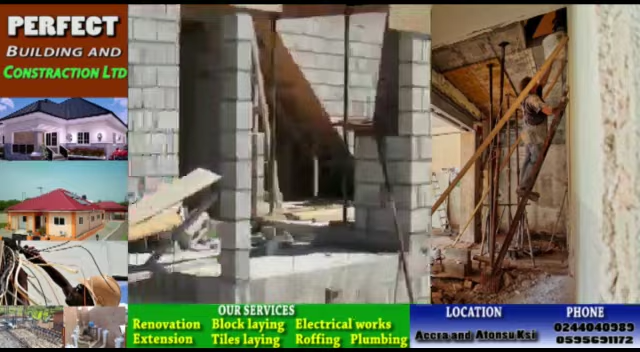 PERFECT
BUILDING AND
CONSTRUCTION LTD
OUR SERVICES
Renovation Block laying Electrical works
Extension Tiles laying Roffing Plumbing
LOCATION
Accra and Atonsu Ksi
PHONE
0244040989
0595691172